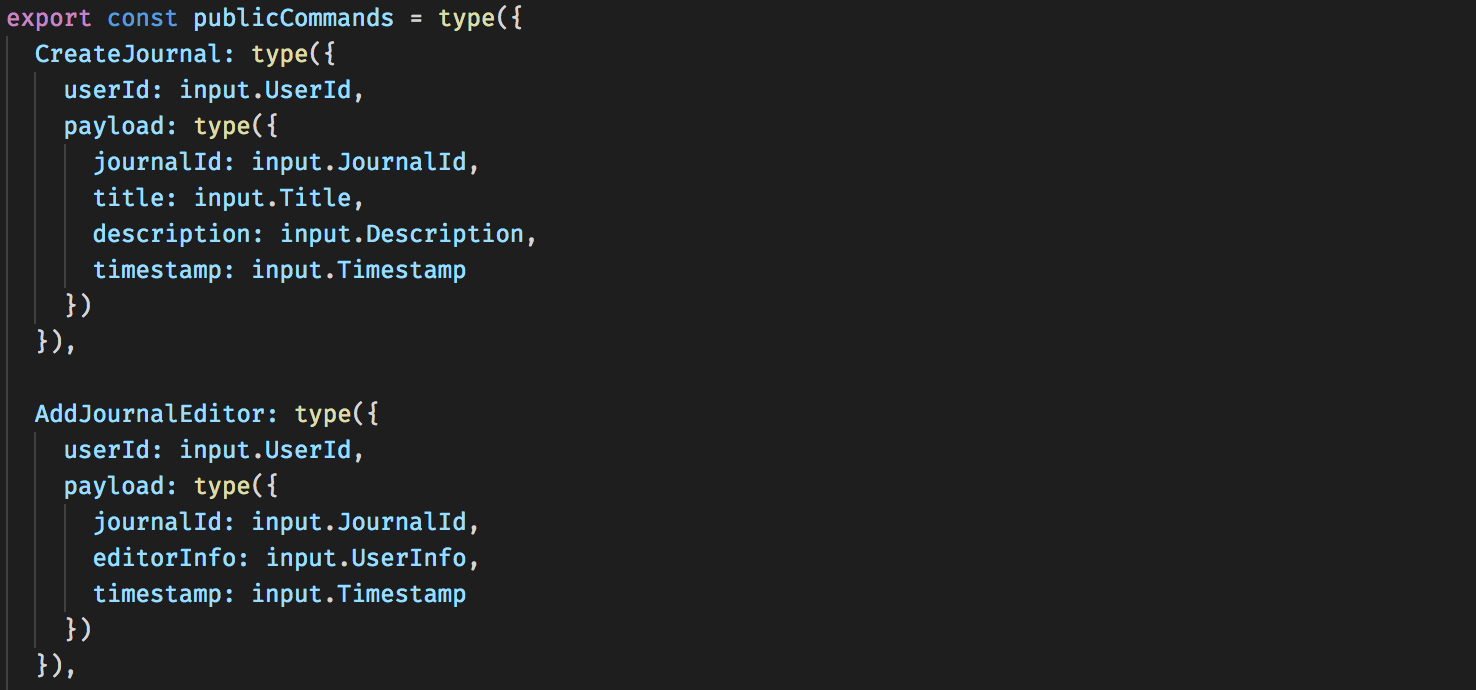 export const publicCommands = type({
  CreateJournal: type({
    userId: input.UserId,
    payload: type({
      journalId: input.JournalId,
      title: input.Title,
      description: input.Description,
      timestamp: input.Timestamp
    })
  }),

  AddJournalEditor: type({
    userId: input.UserId,
    payload: type({
      journalId: input.JournalId,
      editorInfo: input.UserInfo,
      timestamp: input.Timestamp
    })
  }),